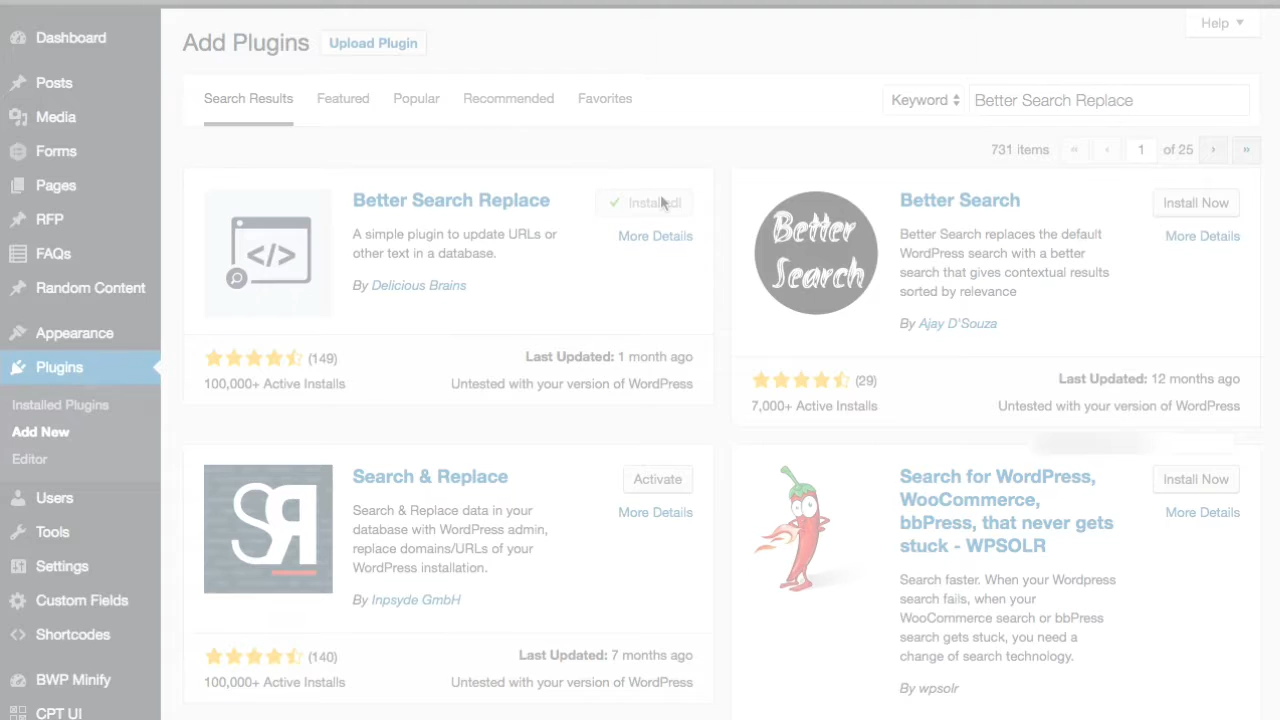 Help
Dashboard
Posts
Media
Forms
Pages
RFP
FAQs
Random Content
Appearance
Plugins
Installed Plugins
Add New
Editor
Users
Tools
Settings
Custom Fields
Shortcodes
BWP Minify
CPT UI
Add Plugins Upload Plugin
Search Results Featured Popular Recommended Favorites Keyword Better Search Replace
731 items « ‹ 1 of 25 › »
Better Search Replace
Installed!
More Details
A simple plugin to update URLs or
other text in a database.
By Delicious Brains
(149)
Last Updated: 1 month ago
100,000+ Active Installs
Untested with your version of WordPress
Better Search
Better Search
Install Now
More Details
Better Search replaces the default
WordPress search with a better
search that gives contextual results
sorted by relevance
By Ajay D'Souza
(29)
Last Updated: 12 months ago
7,000+ Active Installs
Untested with your version of WordPress
SR
Search & Replace
Activate
More Details
Search & Replace data in your
database with WordPress admin,
replace domains/URLs of your
WordPress installation.
By Inpsyde GmbH
(140)
Last Updated: 7 months ago
100,000+ Active Installs
Untested with your version of WordPress
Search for WordPress,
WooCommerce,
bbPress, that never gets
stuck - WPSOLR
Install Now
More Details
Search faster. When your Wordpress
search fails, when your
WooCommerce search or bbPress
search gets stuck, you need a
change of search technology.
By wpsolr